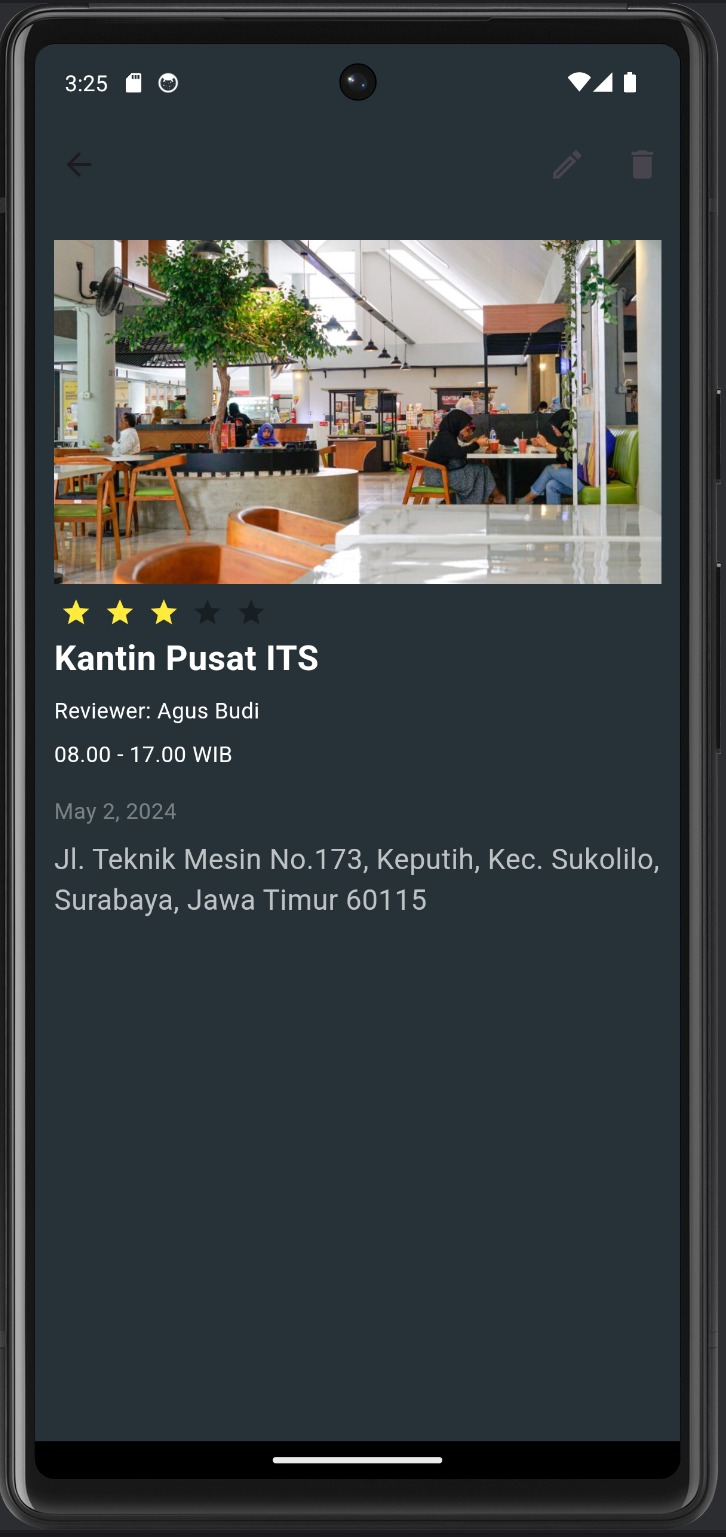 3:25
Kantin Pusat ITS
Reviewer: Agus Budi
08.00 - 17.00 WIB
May 2, 2024
Jl. Teknik Mesin No.173, Keputih, Kec. Sukolilo,
Surabaya, Jawa Timur 60115